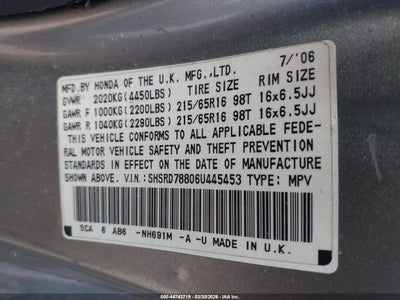 MFD.BY HONDA OF THE U.K. MFG.,LTD. 7/'06
GVWR 2020KG(4450LBS) TIRE SIZE RIM SIZE
GAWR F 1000KG(2200LBS) 215/65R16 98T 16x6.5JJ
GAWR R 1040KG(2290LBS) 215/65R16 98T 16x6.5JJ
THIS VEHICLE CONFORMS TO ALL APPLICABLE FEDE-
RAL MOTOR VEHICLE SAFETY AND THEFT PREVENTION
STANDARDS IN EFFECT ON THE DATE OF MANUFACTURE
SHOWN ABOVE. V.I.N.:SHSRD78806U445453 TYPE: MPV
SCA 6 AB6 -NH691M -A -U MADE IN U.K.
IAA 000-44743719 | 03/30/2026 - IAAI.COM